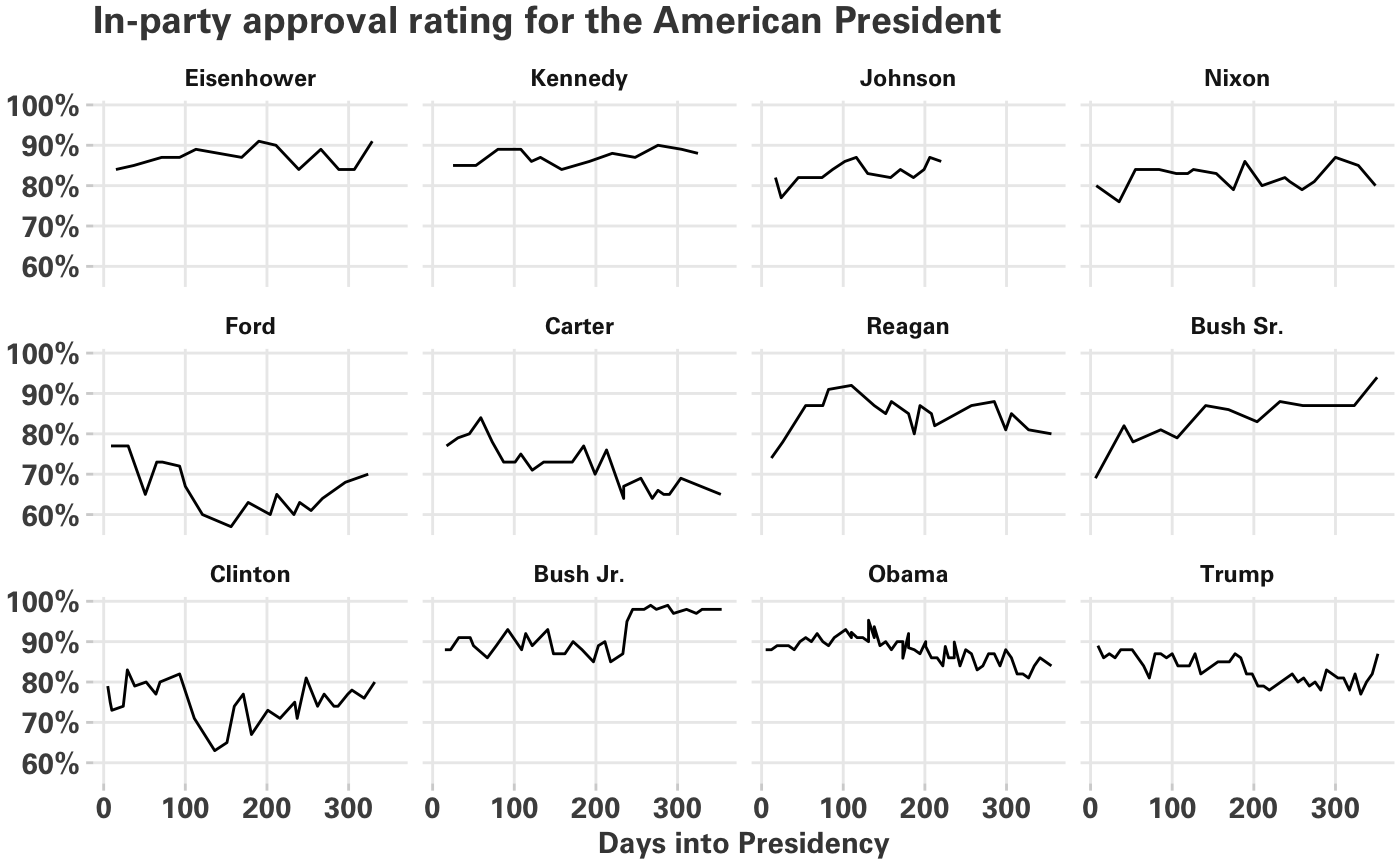 In-party approval rating for the American President
Eisenhower Kennedy Johnson Nixon
100%
90%
80%
70%
60%
Ford Carter Reagan Bush Sr.
100%
90%
80%
70%
60%
Clinton Bush Jr. Obama Trump
100%
90%
80%
70%
60%
0 100 200 300 0 100 200 300 0 100 200 300 0 100 200 300
Days into Presidency